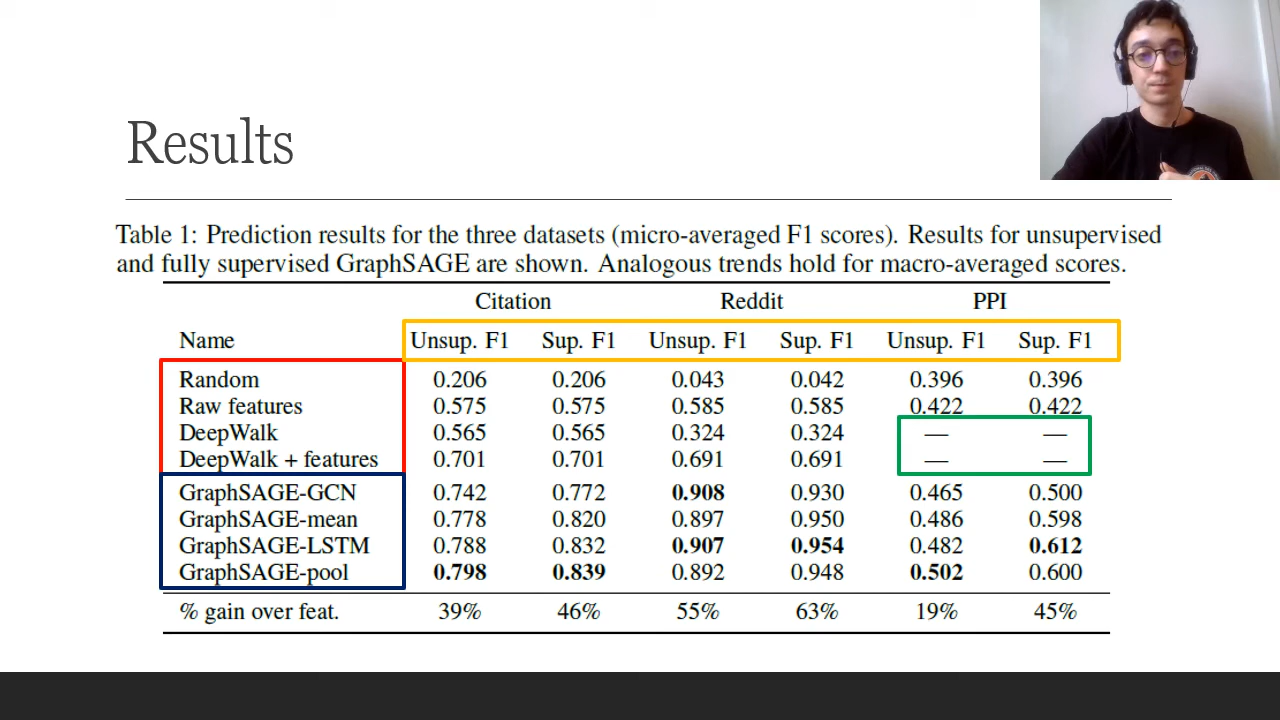 Results
Table 1: Prediction results for the three datasets (micro-averaged F1 scores). Results for unsupervised
and fully supervised GraphSAGE are shown. Analogous trends hold for macro-averaged scores.
Citation Reddit PPI
Name Unsup. F1 Sup. F1 Unsup. F1 Sup. F1 Unsup. F1 Sup. F1
Random 0.206 0.206 0.043 0.042 0.396 0.396
Raw features 0.575 0.575 0.585 0.585 0.422 0.422
DeepWalk 0.565 0.565 0.324 0.324 — —
DeepWalk + features 0.701 0.701 0.691 0.691 — —
GraphSAGE-GCN 0.742 0.772 0.908 0.930 0.465 0.500
GraphSAGE-mean 0.778 0.820 0.897 0.950 0.486 0.598
GraphSAGE-LSTM 0.788 0.832 0.907 0.954 0.482 0.612
GraphSAGE-pool 0.798 0.839 0.892 0.948 0.502 0.600
% gain over feat. 39% 46% 55% 63% 19% 45%